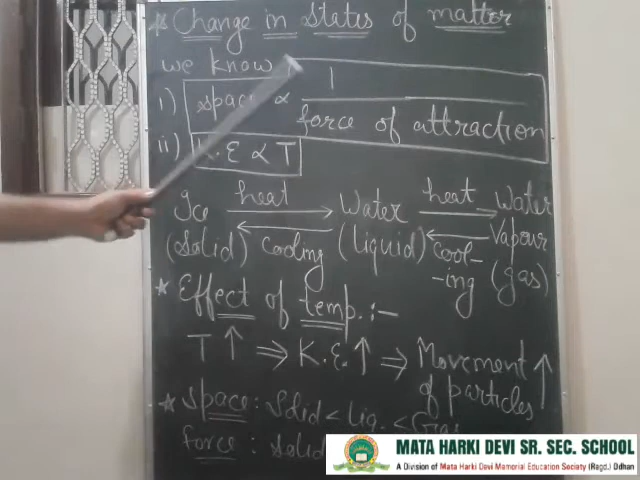 * Change in States of matter
we know
i) space ∝ 1 / force of attraction
ii) K.E ∝ T
Ice heat → Water heat → Water Vapour
(Solid) ← cooling (liquid) ← cool-ing (gas)
* Effect of temp. :-
T ↑ ⇒ K.E. ↑ ⇒ Movement of particles ↑
* space : Solid < Liq. < Gas
force : solid
MATA HARKI DEVI SR. SEC. SCHOOL
A Division of Mata Harki Devi Memorial Education Society (Ragd.) Odhan